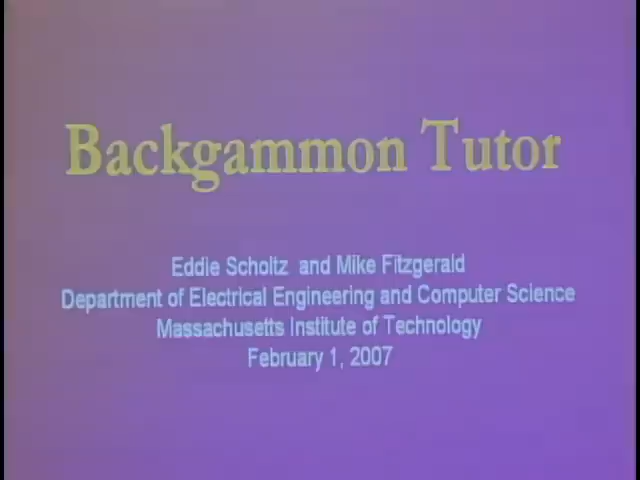 Backgammon Tutor
Eddie Scholtz and Mike Fitzgerald
Department of Electrical Engineering and Computer Science
Massachusetts Institute of Technology
February 1, 2007